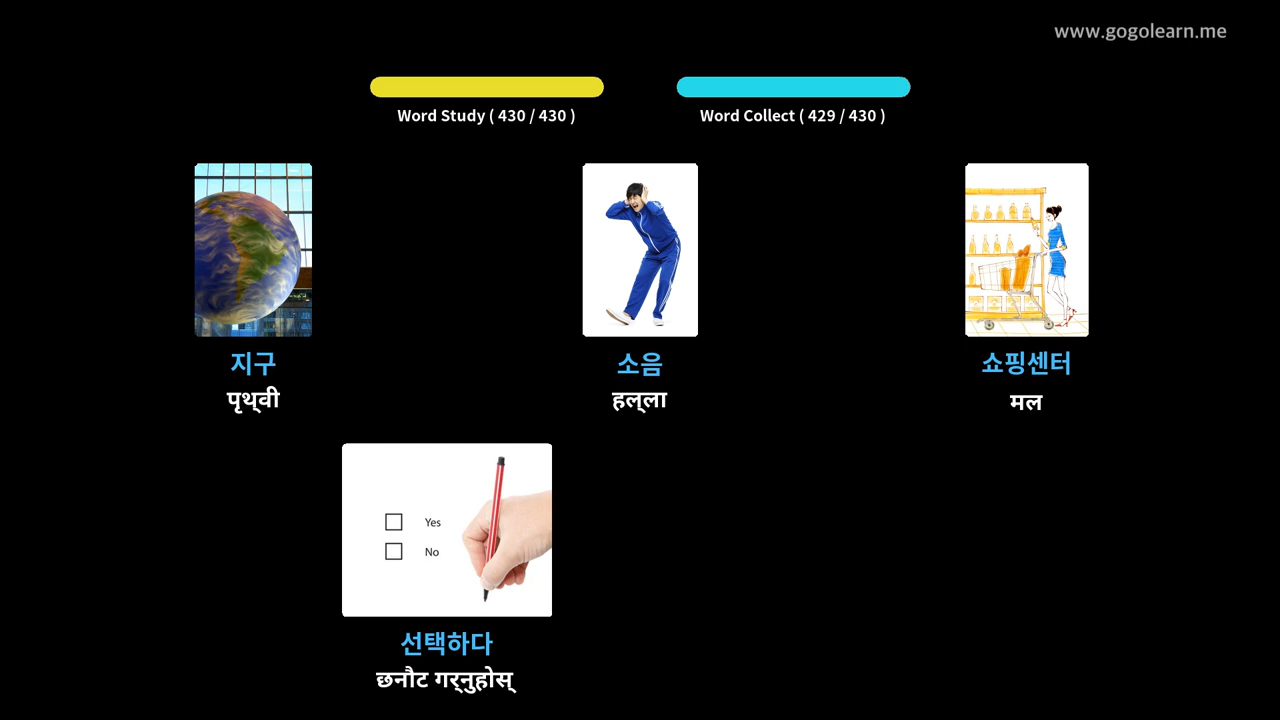 www.gogolearn.me
Word Study ( 430 / 430 )
Word Collect ( 429 / 430 )
지구
पृथ्वी
소음
हल्ला
쇼핑센터
मल
Yes
No
선택하다
छनौट गर्नुहोस्